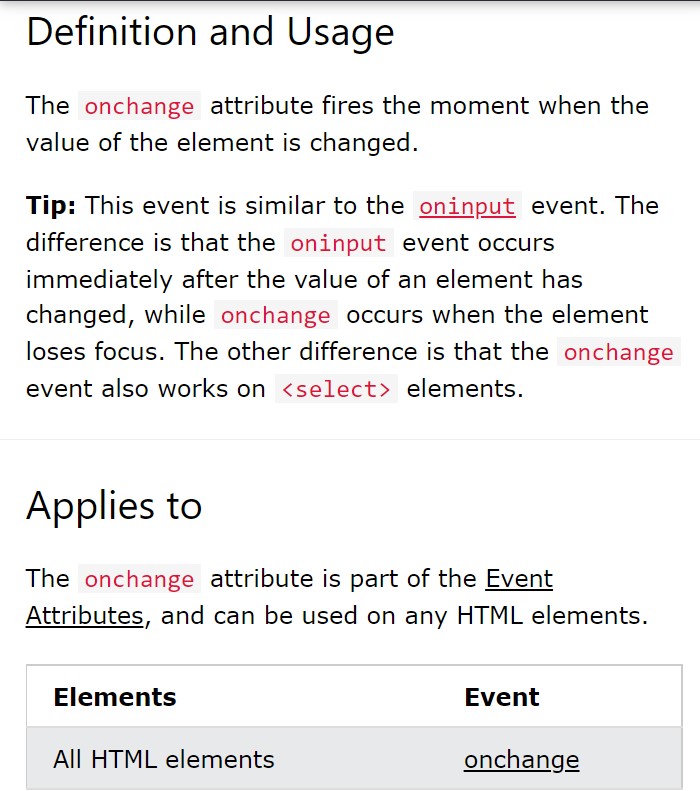 Definition and Usage
The onchange attribute fires the moment when the
value of the element is changed.
Tip: This event is similar to the oninput event. The
difference is that the oninput event occurs
immediately after the value of an element has
changed, while onchange occurs when the element
loses focus. The other difference is that the onchange
event also works on <select> elements.
Applies to
The onchange attribute is part of the Event
Attributes, and can be used on any HTML elements.
Elements Event
All HTML elements onchange